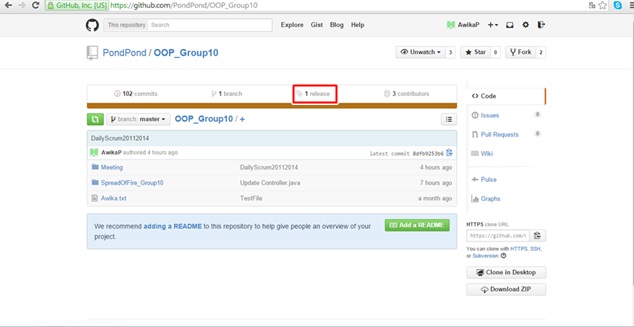 GitHub, Inc. [US] https://github.com/PondPond/OOP_Group10
This repository Search Explore Gist Blog Help AwikaP
PondPond / OOP_Group10 Unwatch 3 Star 0 Fork 2
102 commits 1 branch 1 release 3 contributors
branch: master OOP_Group10 / +
DailyScrum20112014
AwikaP authored 4 hours ago latest commit 8dfb9253b6
Meeting DailyScrum20112014 4 hours ago
SpreadOfFire_Group10 Update Controller.java 7 hours ago
Awika.txt TestFile a month ago
We recommend adding a README to this repository to help give people an overview of your
project.
Add a README
Code
Issues 0
Pull Requests 0
Wiki
Pulse
Graphs
HTTPS clone URL
https://github.com/
You can clone with HTTPS, SSH,
or Subversion
Clone in Desktop
Download ZIP